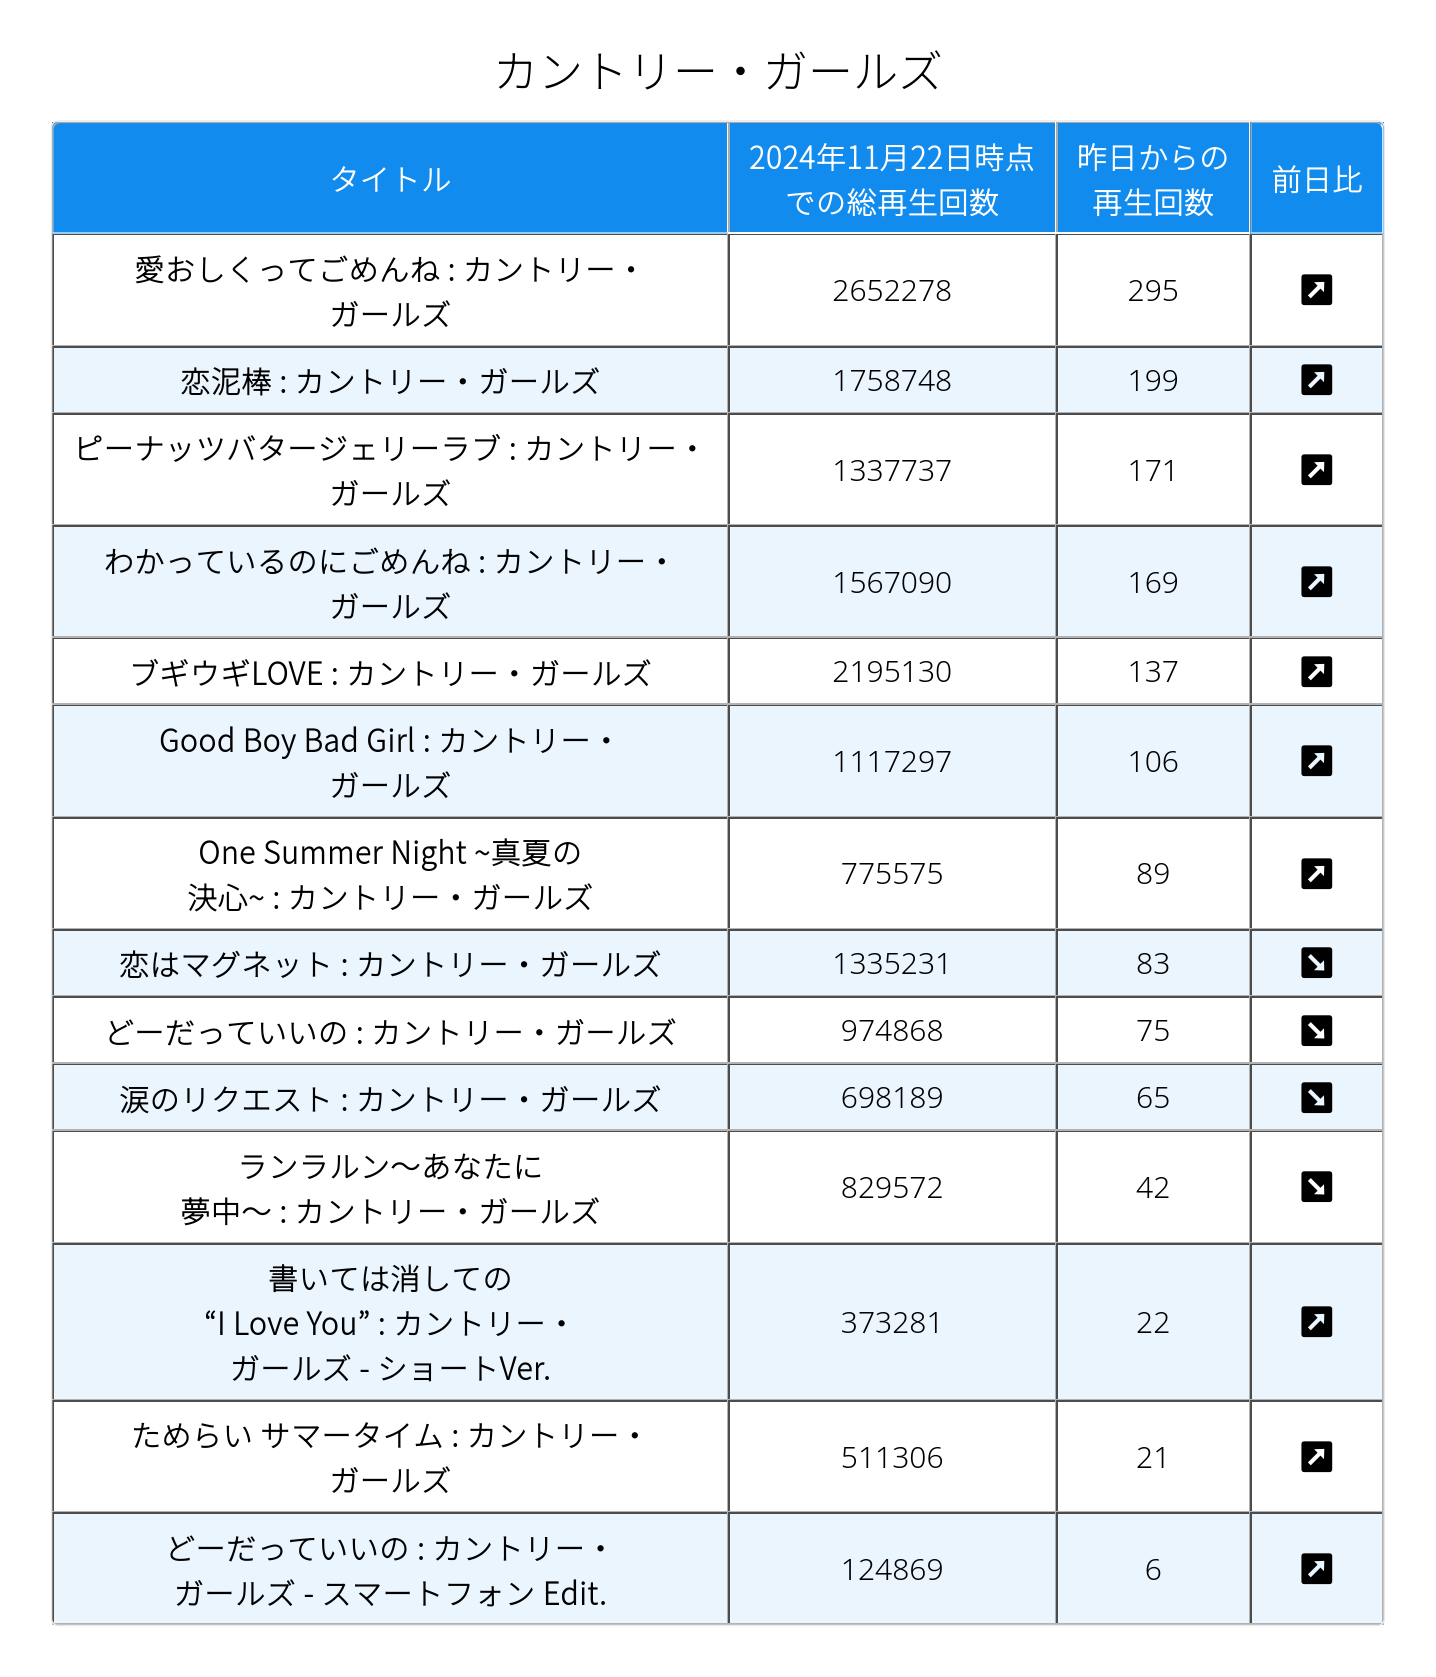 カントリー・ガールズ
タイトル
2024年11月22日時点
での総再生回数
昨日からの
再生回数
前日比
愛おしくってごめんね : カントリー・
ガールズ
2652278
295
恋泥棒 : カントリー・ガールズ
1758748
199
ピーナッツバタージェリーラブ : カントリー・
ガールズ
1337737
171
わかっているのにごめんね : カントリー・
ガールズ
1567090
169
ブギウギLOVE : カントリー・ガールズ
2195130
137
Good Boy Bad Girl : カントリー・
ガールズ
1117297
106
One Summer Night ~真夏の
決心~ : カントリー・ガールズ
775575
89
恋はマグネット : カントリー・ガールズ
1335231
83
どーだっていいの : カントリー・ガールズ
974868
75
涙のリクエスト : カントリー・ガールズ
698189
65
ランラルン〜あなたに
夢中〜 : カントリー・ガールズ
829572
42
書いては消しての
“I Love You” : カントリー・
ガールズ - ショートVer.
373281
22
ためらい サマータイム : カントリー・
ガールズ
511306
21
どーだっていいの : カントリー・
ガールズ - スマートフォン Edit.
124869
6